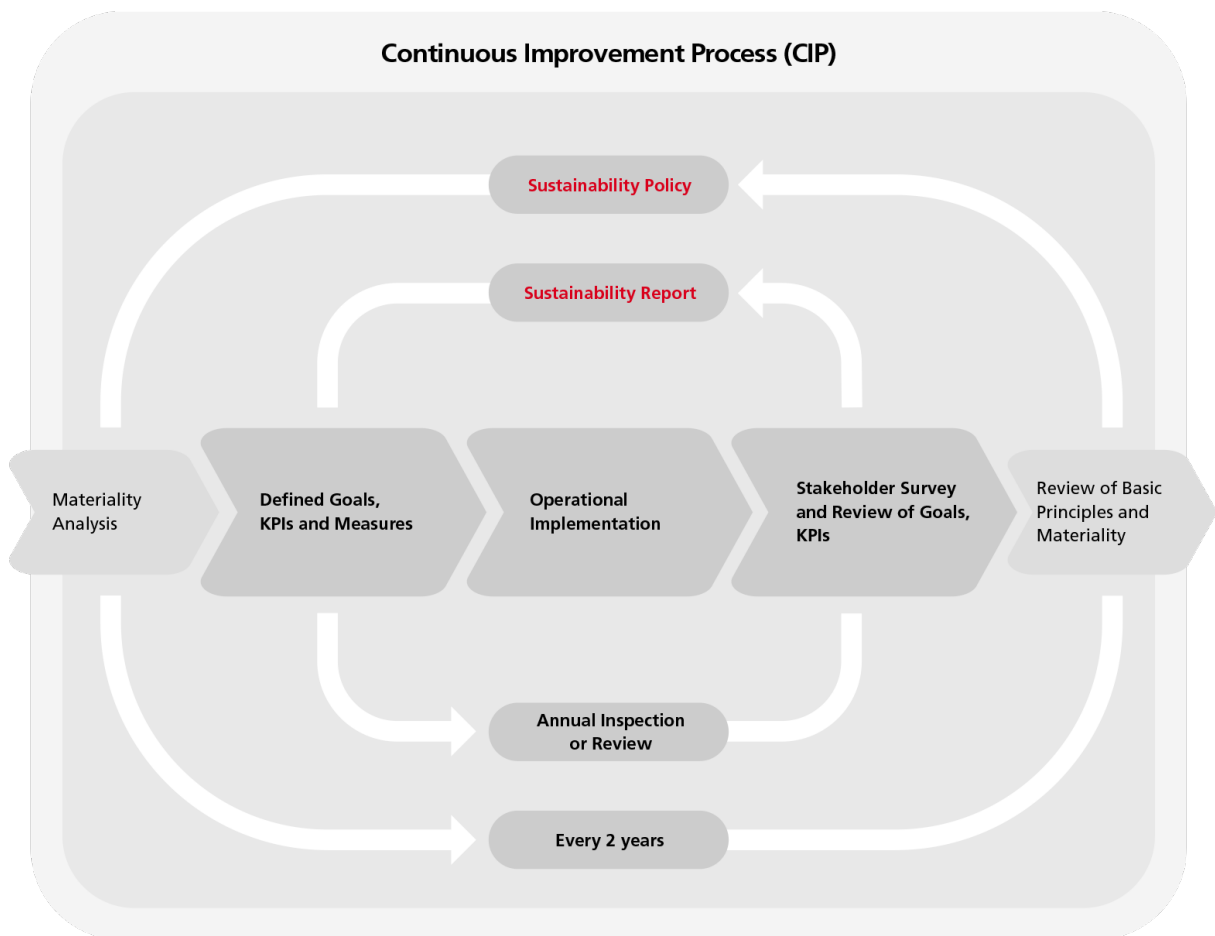 Continuous Improvement Process (CIP)
Sustainability Policy
Sustainability Report
Materiality
Analysis
Defined Goals,
KPIs and Measures
Operational
Implementation
Stakeholder Survey
and Review of Goals,
KPIs
Review of Basic
Principles and
Materiality
Annual Inspection
or Review
Every 2 years